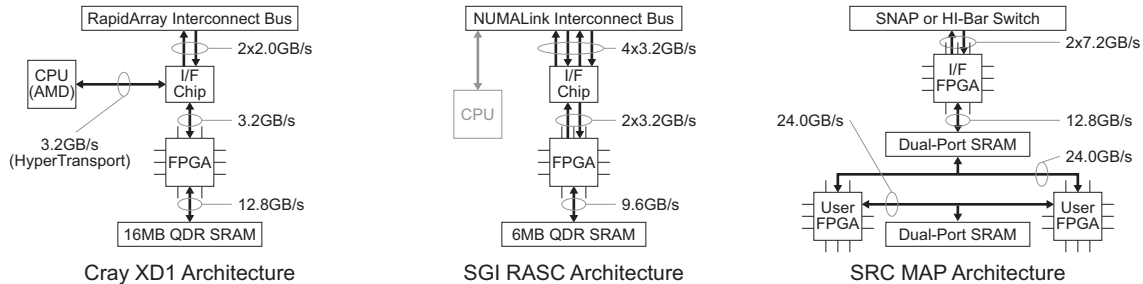 RapidArray Interconnect Bus
2x2.0GB/s
CPU
(AMD)
I/F
Chip
3.2GB/s
(HyperTransport)
3.2GB/s
FPGA
12.8GB/s
16MB QDR SRAM
Cray XD1 Architecture
NUMALink Interconnect Bus
4x3.2GB/s
I/F
Chip
CPU
2x3.2GB/s
FPGA
9.6GB/s
6MB QDR SRAM
SGI RASC Architecture
SNAP or HI-Bar Switch
2x7.2GB/s
I/F
FPGA
12.8GB/s
24.0GB/s
Dual-Port SRAM
24.0GB/s
User
FPGA
User
FPGA
Dual-Port SRAM
SRC MAP Architecture